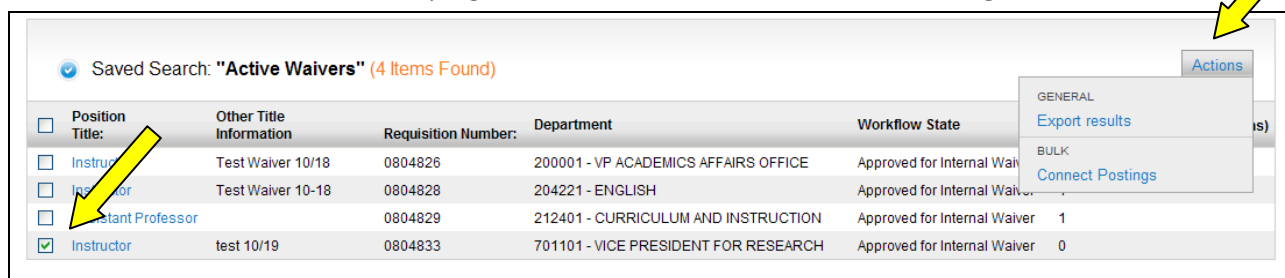 Saved Search: "Active Waivers" (4 Items Found)
Actions
GENERAL
Export results
BULK
Connect Postings
Position Title:
Other Title Information
Requisition Number:
Department
Workflow State
Test Waiver 10/18 0804826 200001 - VP ACADEMICS AFFAIRS OFFICE Approved for Internal
Test Waiver 10-18 0804828 204221 - ENGLISH Approved for Internal Waiver
Professor 0804829 212401 - CURRICULUM AND INSTRUCTION Approved for Internal Waiver 1
Instructor test 10/19 0804833 701101 - VICE PRESIDENT FOR RESEARCH Approved for Internal Waiver 0